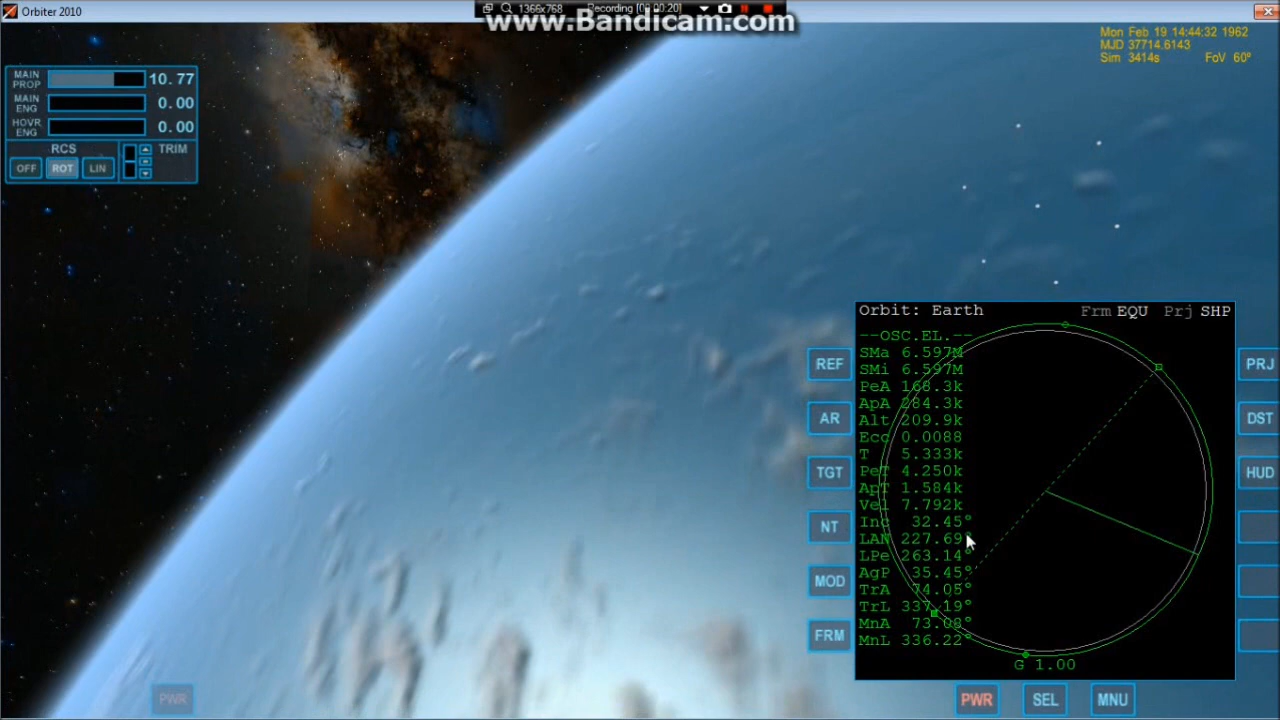 Orbiter 2010
1366x768 Recording [00:00:20]
www.Bandicam.com
Mon Feb 19 14:44:32 1962
MJD 37714.6143
Sim 3414s FoV 60°
MAIN PROP 10.77
MAIN ENG 0.00
HOVR ENG 0.00
RCS TRIM
OFF ROT LIN
Orbit: Earth Frm EQU Prj SHP
--OSC.EL.--
SMa 6.597M
SMi 6.597M
PeA 168.3k
ApA 284.3k
Alt 209.9k
Ecc 0.0088
T 5.333k
PeT 4.250k
ApT 1.584k
Vel 7.792k
Inc 32.45°
LAN 227.69°
LPe 263.14°
AgP 35.45°
TrA 74.05°
TrL 337.19°
MnA 73.08°
MnL 336.22°
G 1.00
REF
AR
TGT
NT
MOD
FRM
PRJ
DST
HUD
PWR
PWR SEL MNU